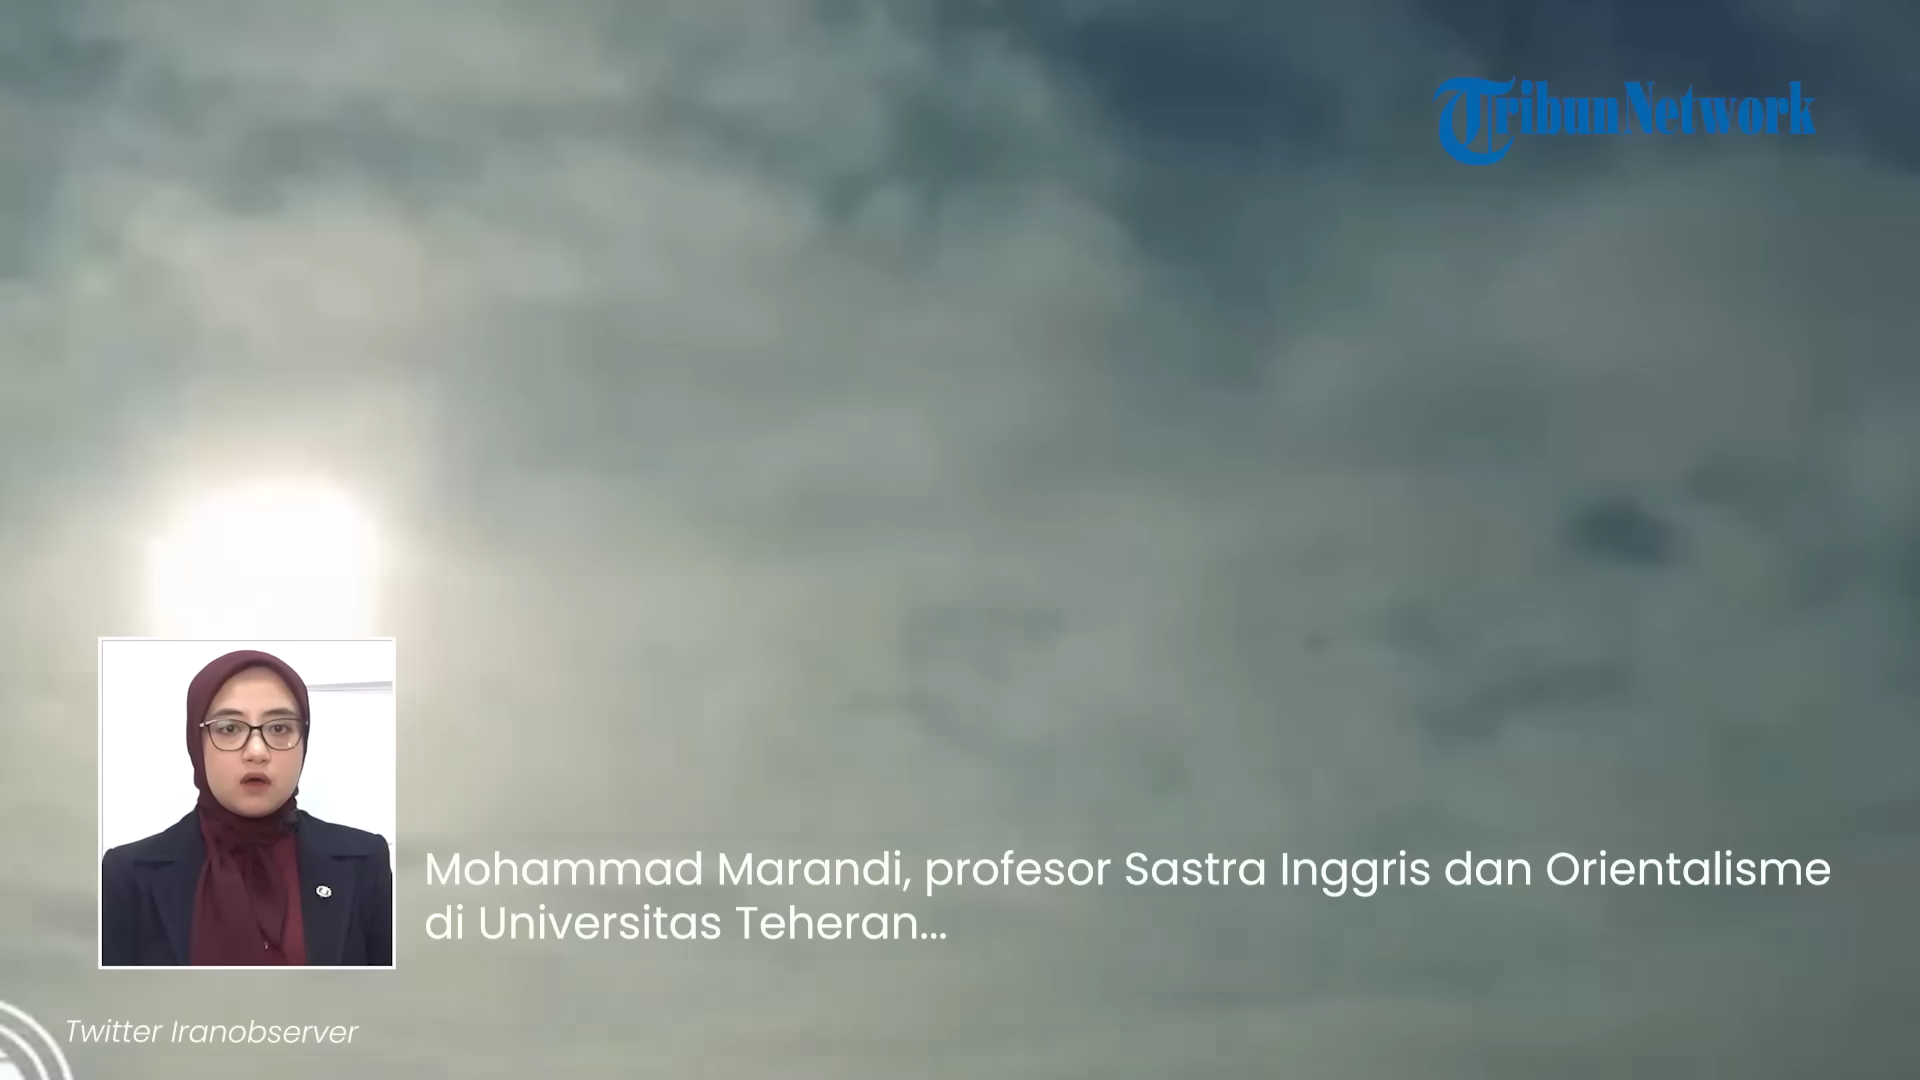 TribunNetwork
Mohammad Marandi, profesor Sastra Inggris dan Orientalisme
di Universitas Teheran...
Twitter Iranobserver